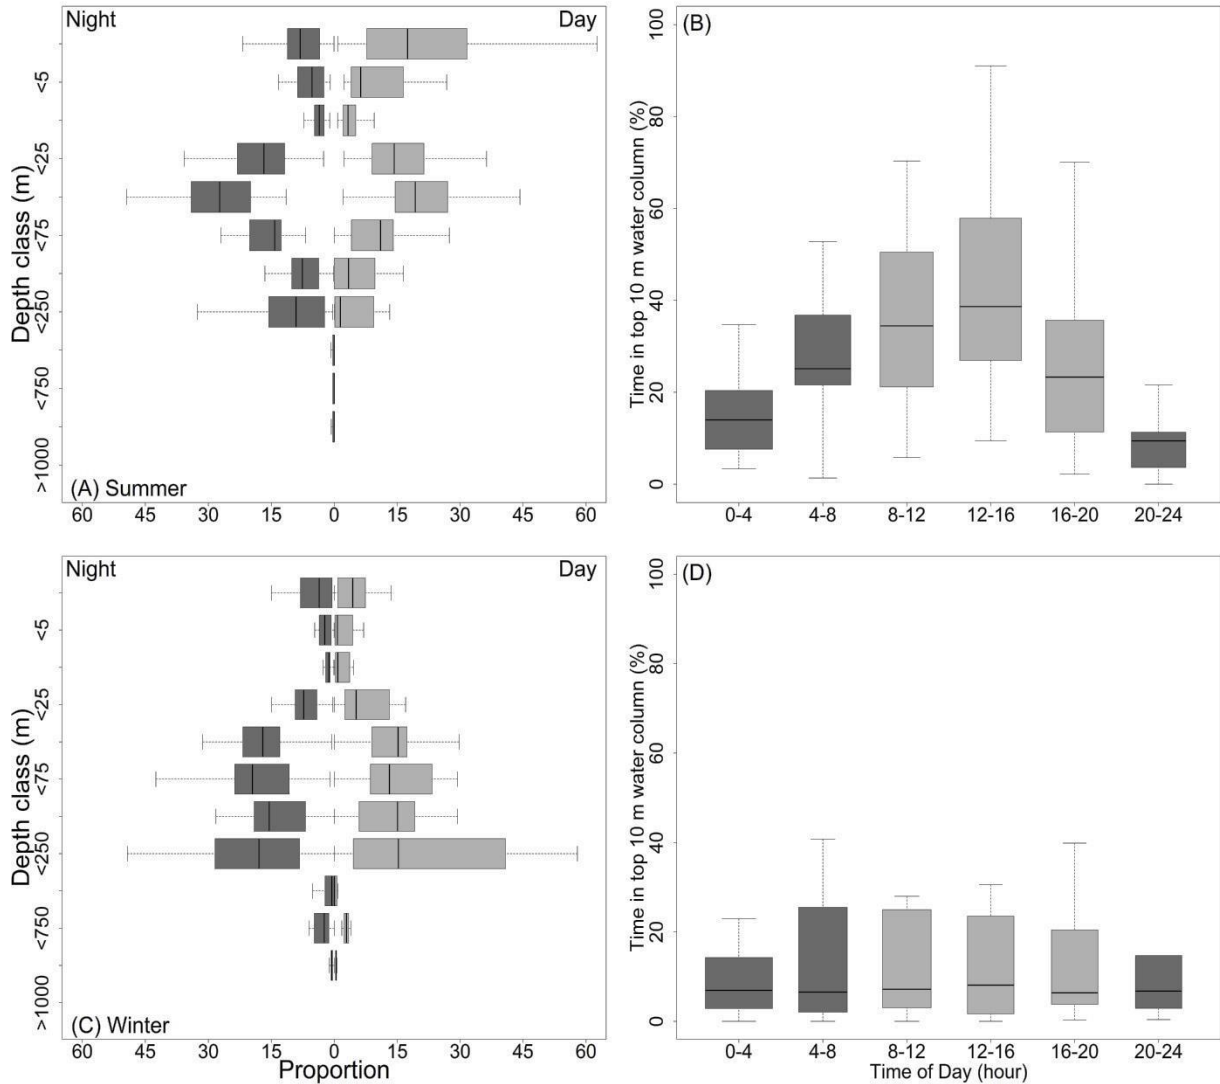 Night Day
Depth class (m)
<5
<25
<75
<250
<750
>1000
(A) Summer
60 45 30 15 0 15 30 45 60
(B)
Time in top 10 m water column (%)
100
80
60
40
20
0
0-4 4-8 8-12 12-16 16-20 20-24
Night Day
Depth class (m)
<5
<25
<75
<250
<750
>1000
(C) Winter
60 45 30 15 0 15 30 45 60
Proportion
(D)
Time in top 10 m water column (%)
100
80
60
40
20
0
0-4 4-8 8-12 12-16 16-20 20-24
Time of Day (hour)